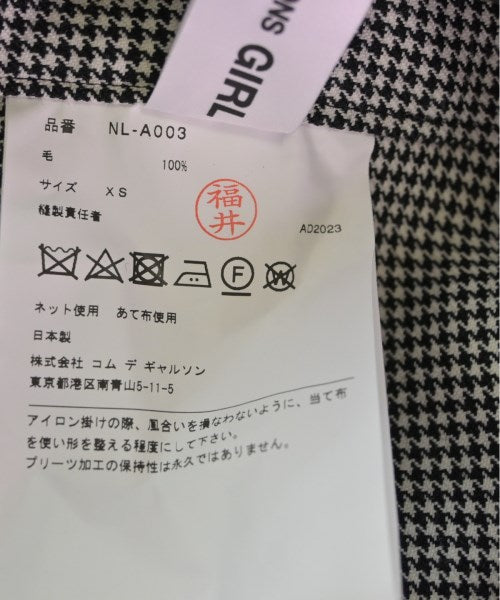 ONS GIRL
品番 NL-A003
毛 100%
サイズ XS
縫製責任者
福井
AD2023
F W
ネット使用 あて布使用
日本製
株式会社 コム デ ギャルソン
東京都港区南青山5-11-5
アイロン掛けの際、風合いを損なわないように、当て布
を使い形を整える程度にして下さい。
プリーツ加工の保持性は永久ではありません。